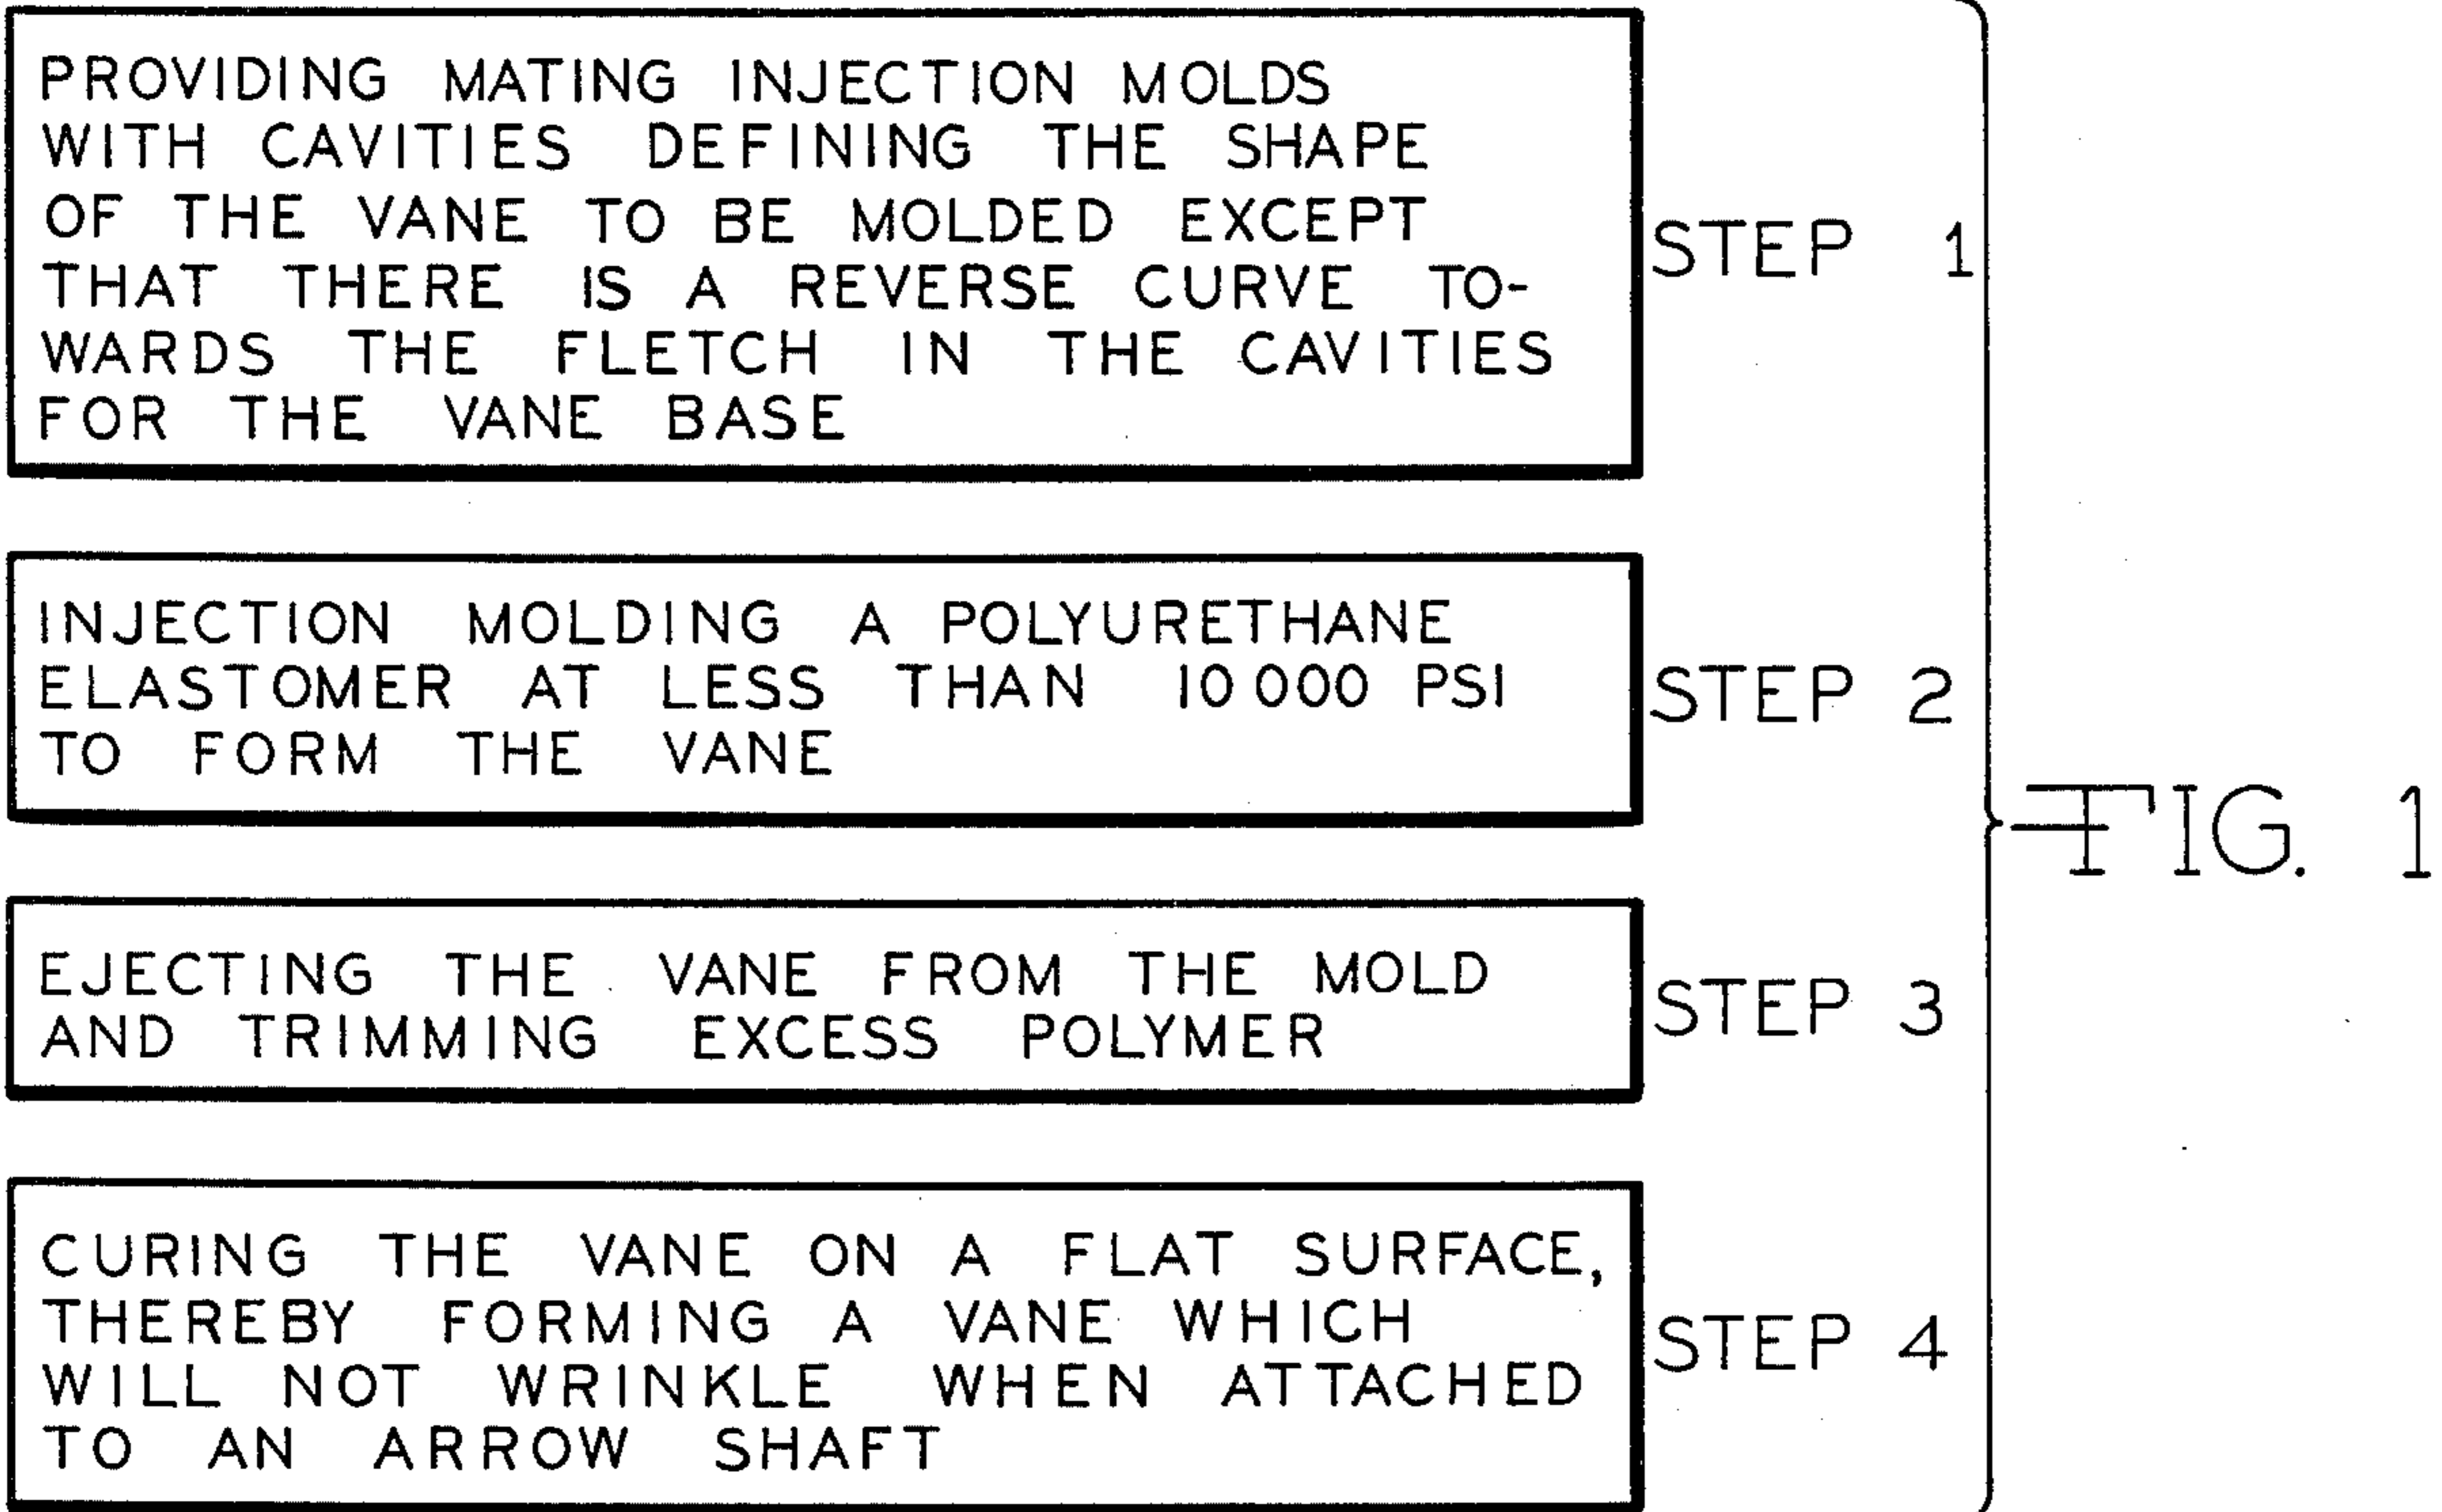 PROVIDING MATING INJECTION MOLDS
WITH CAVITIES DEFINING THE SHAPE
OF THE VANE TO BE MOLDED EXCEPT
THAT THERE IS A REVERSE CURVE TO-
WARDS THE FLETCH IN THE CAVITIES
FOR THE VANE BASE
STEP 1
INJECTION MOLDING A POLYURETHANE
ELASTOMER AT LESS THAN 10000 PSI
TO FORM THE VANE
STEP 2
EJECTING THE VANE FROM THE MOLD
AND TRIMMING EXCESS POLYMER
STEP 3
CURING THE VANE ON A FLAT SURFACE,
THEREBY FORMING A VANE WHICH
WILL NOT WRINKLE WHEN ATTACHED
TO AN ARROW SHAFT
STEP 4
FIG. 1